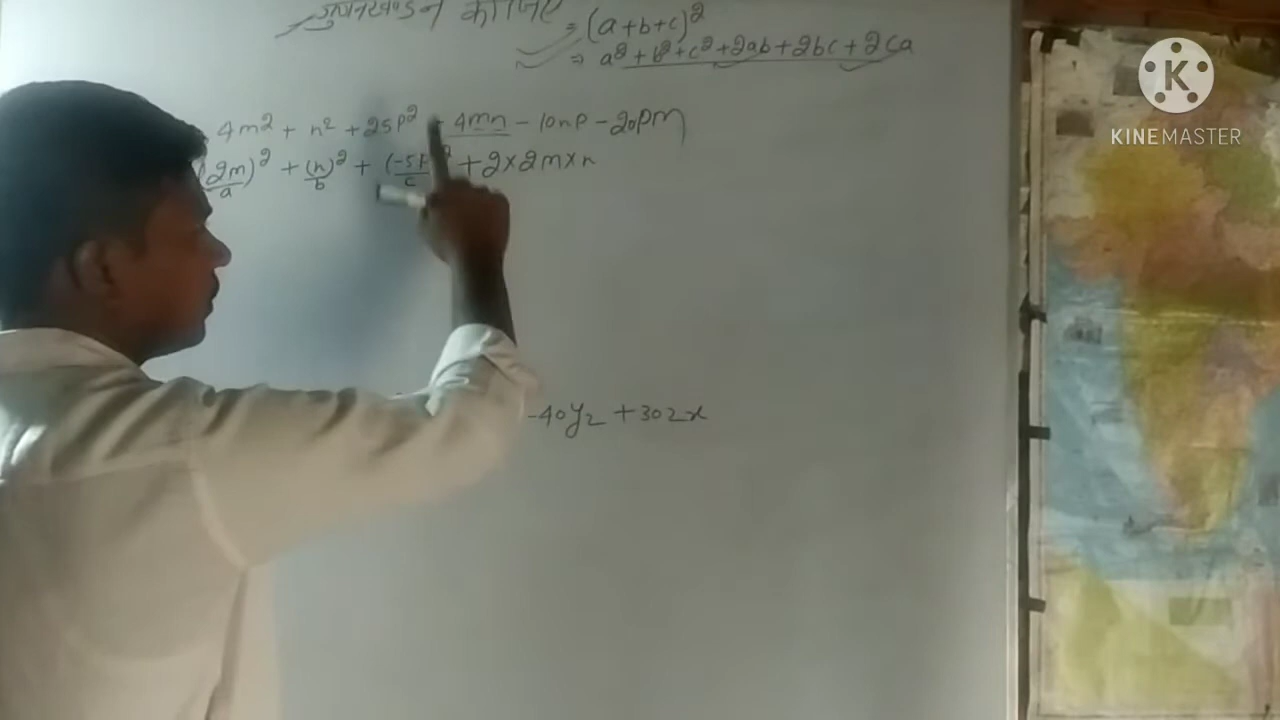 गुणनखण्डन कीजिए
⇒ (a+b+c)²
⇒ a²+b²+c²+2ab+2bc+2ca
4m² + n² + 25p² + 4mn - 10np - 20pm
(2m)² + (n)² + (-5p)² + 2×2m×n
a b c
-40yz + 30zx
K
KINEMASTER